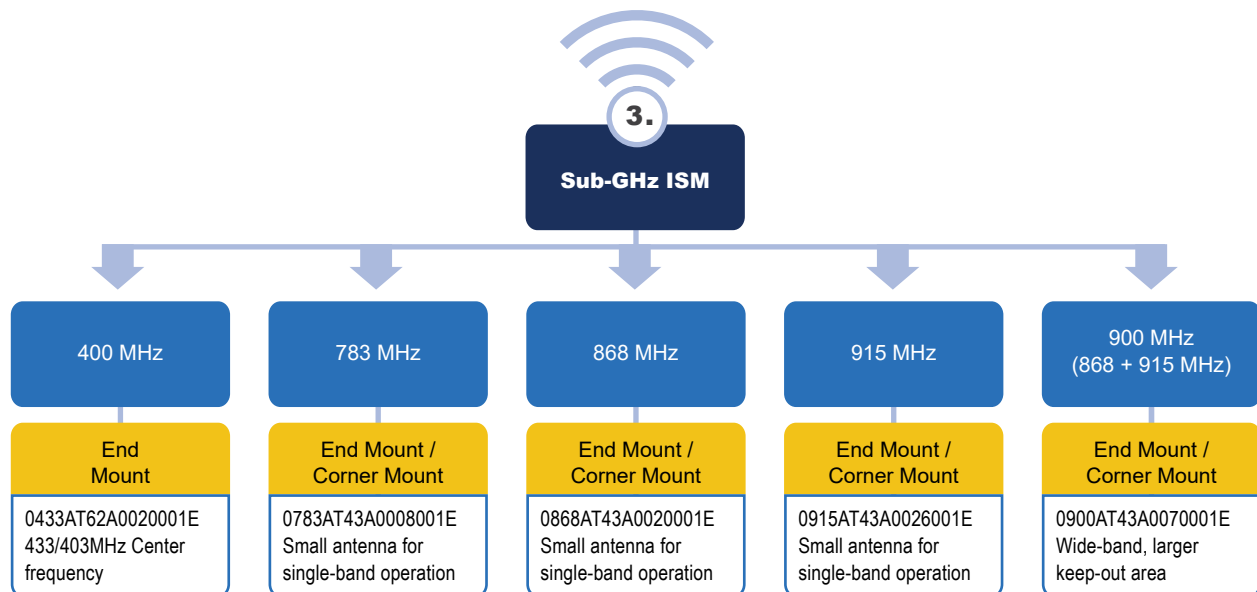 3.
Sub-GHz ISM
400 MHz
783 MHz
868 MHz
915 MHz
900 MHz
(868 + 915 MHz)
End
Mount
End Mount /
Corner Mount
End Mount /
Corner Mount
End Mount /
Corner Mount
End Mount /
Corner Mount
0433AT62A0020001E
433/403MHz Center
frequency
0783AT43A0008001E
Small antenna for
single-band operation
0868AT43A0020001E
Small antenna for
single-band operation
0915AT43A0026001E
Small antenna for
single-band operation
0900AT43A0070001E
Wide-band, larger
keep-out area